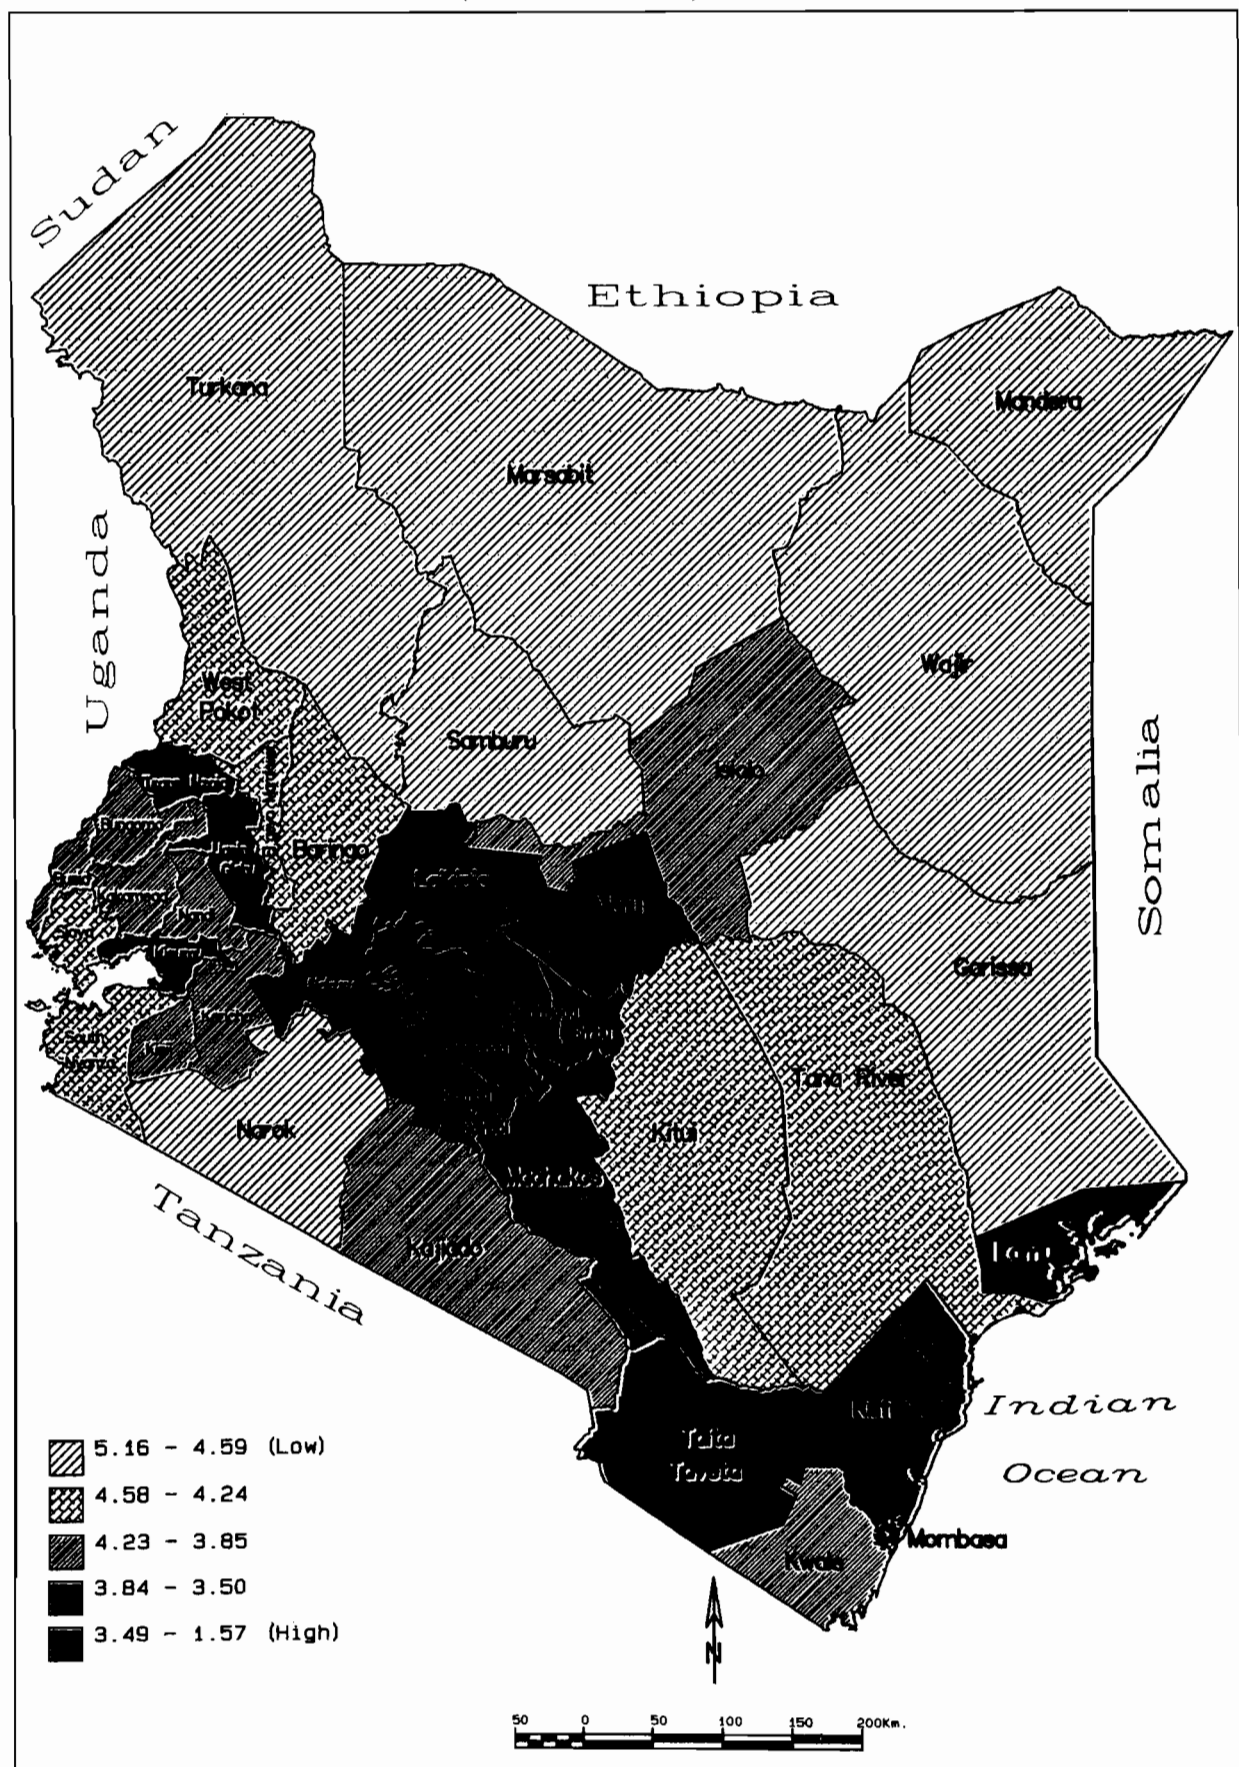 Sudan
Ethiopia
Turkana
Mandera
Marsabit
Uganda
Wajir
West
Pokot
Samburu
Isiolo
Somalia
Baringo
Laikipia
Meru
Nandi
Garissa
South
Tana River
Narok
Kitui
Machakos
Tanzania
Kajiado
Lamu
Kilifi
Indian
Ocean
Taita
Taveta
Mombasa
Kwale
5.16 - 4.59 (Low)
4.58 - 4.24
4.23 - 3.85
3.84 - 3.50
3.49 - 1.57 (High)
N
50 0 50 100 150 200Km.